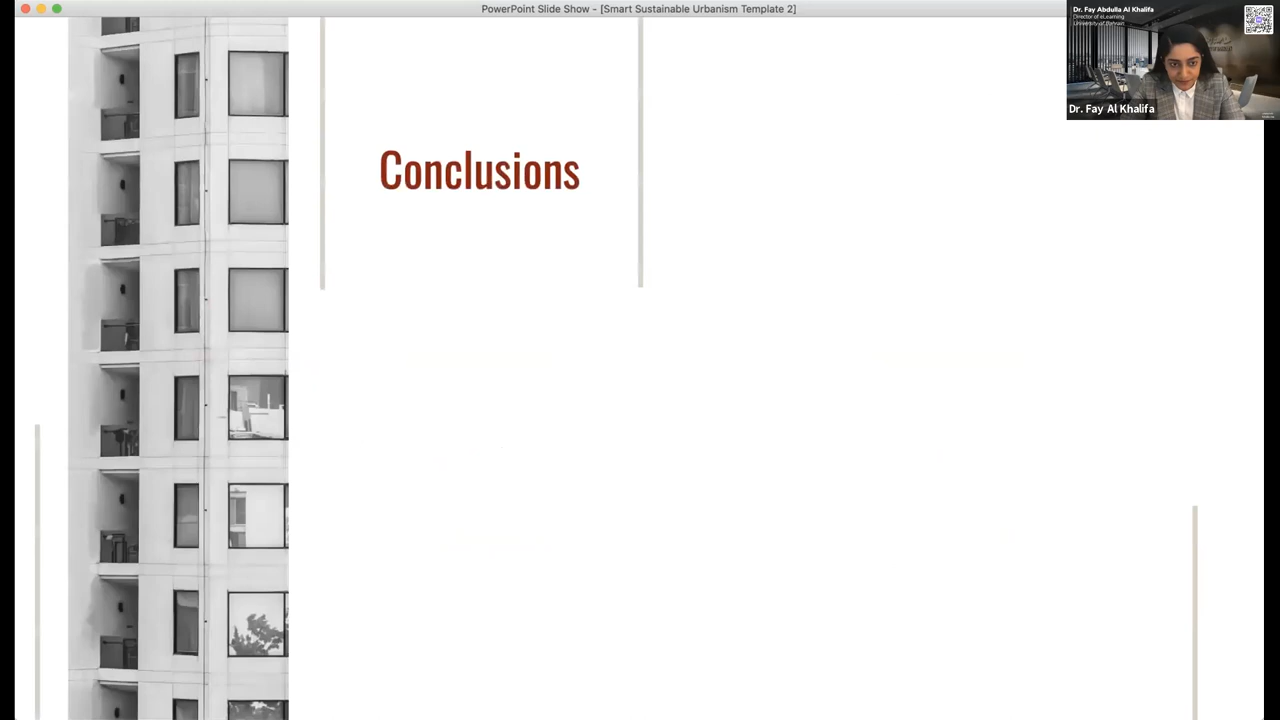 PowerPoint Slide Show - [Smart Sustainable Urbanism Template 2]
Dr. Fay Abdulla Al Khalifa
Director of eLearning
University of Bahrain
Dr. Fay Al Khalifa
Conclusions